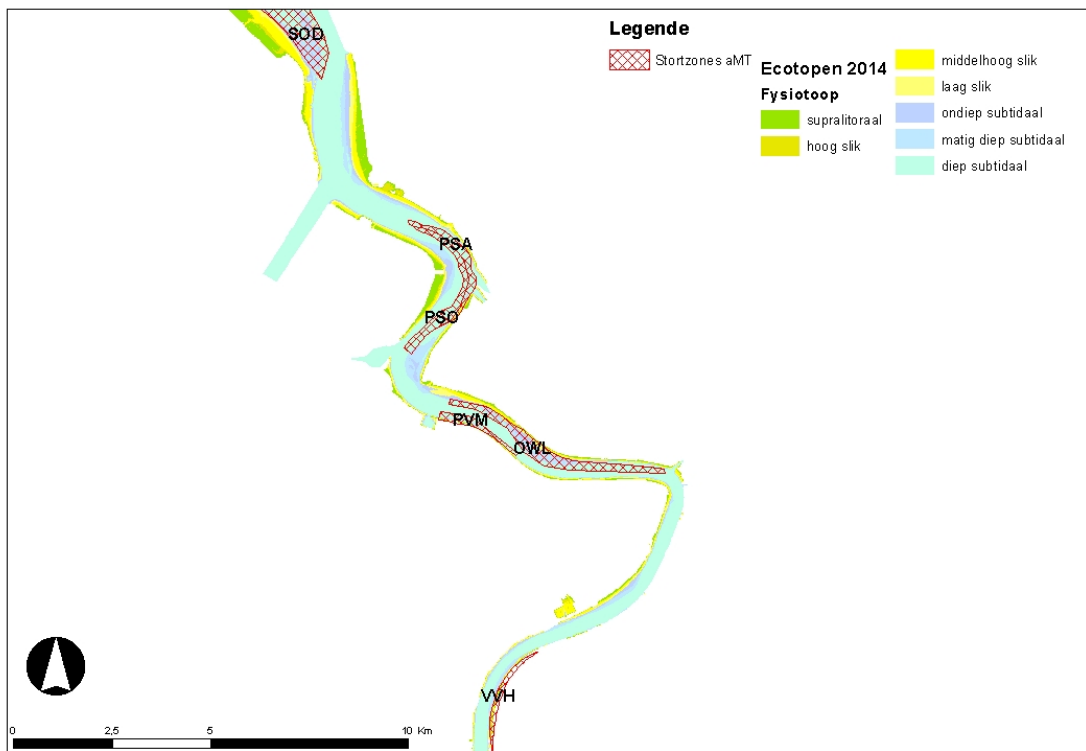 SOD
Legende
Stortzones aMT
Ecotopen 2014
Fysiotoop
supralitoraal
hoog slik
middelhoog slik
laag slik
ondiep subtidaal
matig diep subtidaal
diep subtidaal
PSA
PSO
PVM
OWL
VVH
0 2,5 5 10 Km